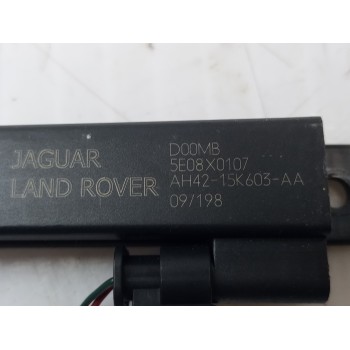 JAGUAR
LAND ROVER
D00MB
5E08X0107
AH42-15K603-AA
09/198